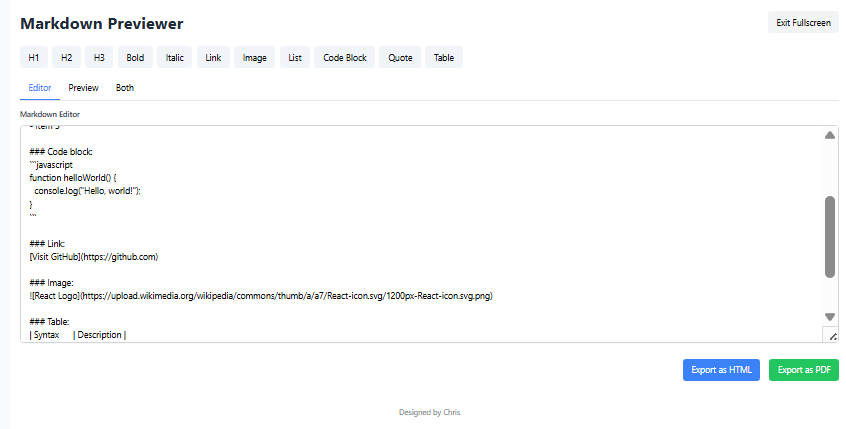 Markdown Previewer
Exit Fullscreen
H1 H2 H3 Bold Italic Link Image List Code Block Quote Table
Editor Preview Both
Markdown Editor
- Item 3
### Code block:
```javascript
function helloWorld() {
  console.log("Hello, world!");
}
```
### Link:
[Visit GitHub](https://github.com)
### Image:
![React Logo](https://upload.wikimedia.org/wikipedia/commons/thumb/a/a7/React-icon.svg/1200px-React-icon.svg.png)
### Table:
| Syntax | Description |
Export as HTML Export as PDF
Designed by Chris